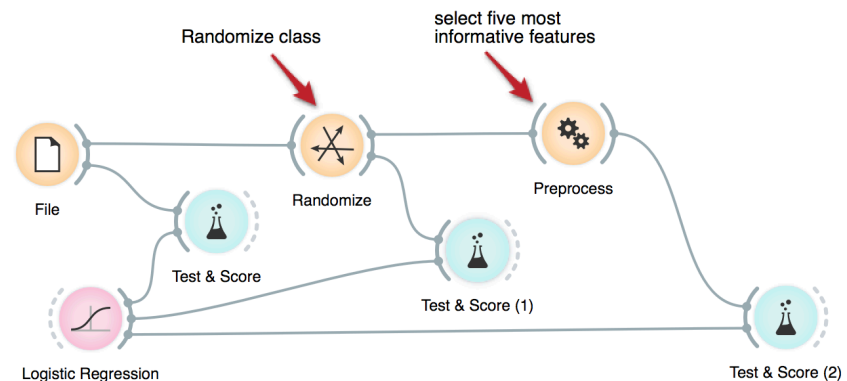 Randomize class
select five most
informative features
File
Randomize
Preprocess
Test & Score
Test & Score (1)
Logistic Regression
Test & Score (2)